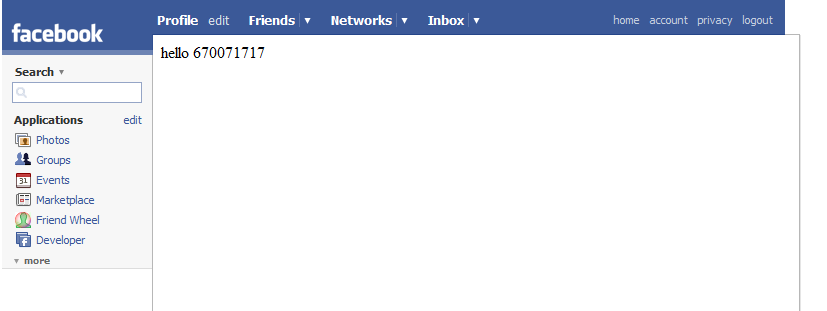 facebook
Profile edit Friends Networks Inbox home account privacy logout
hello 670071717
Search
Applications edit
Photos
Groups
31 Events
Marketplace
Friend Wheel
f Developer
more